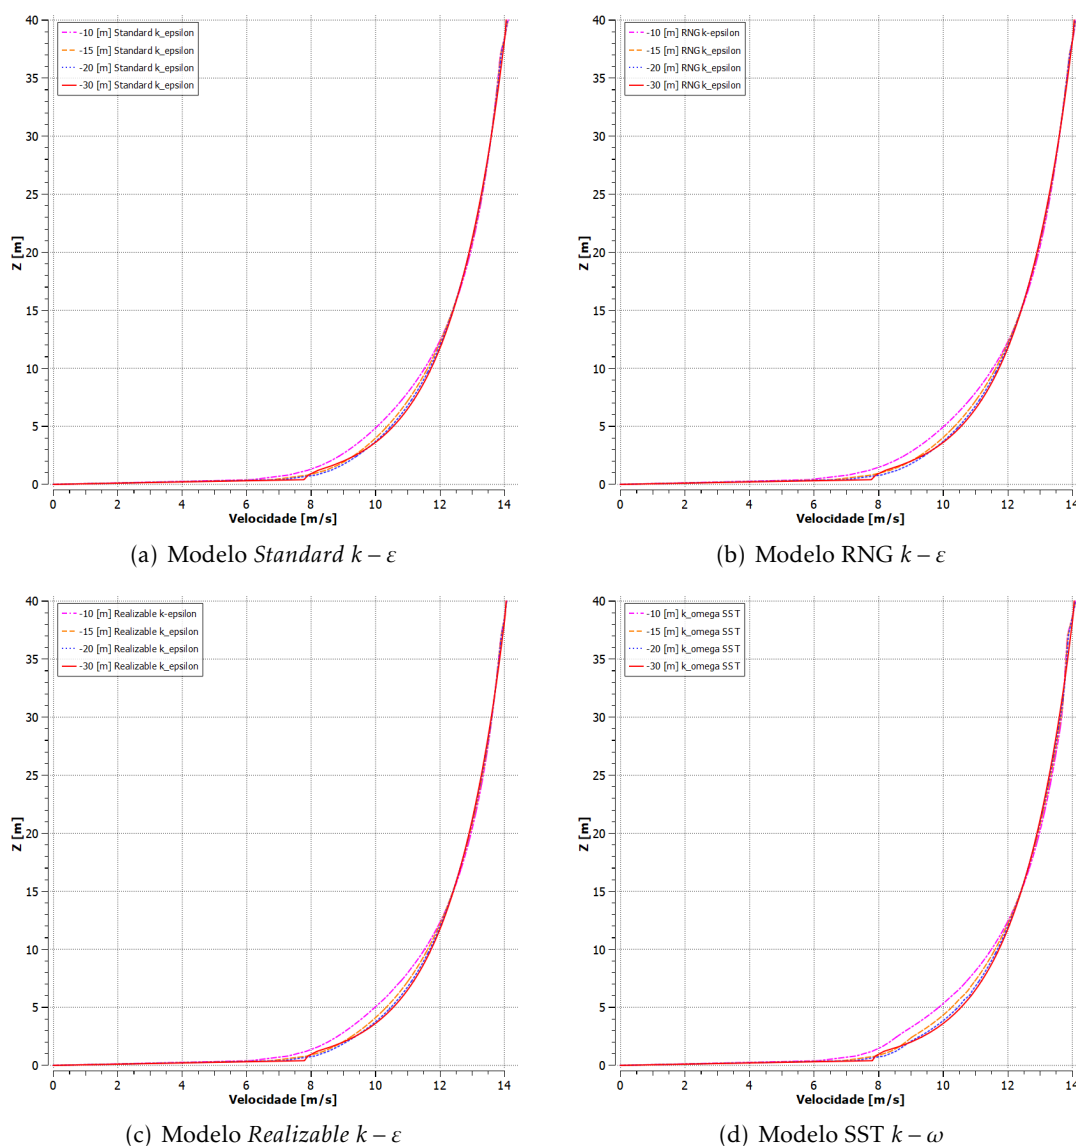 -10 [m] Standard k_epsilon
-15 [m] Standard k_epsilon
-20 [m] Standard k_epsilon
-30 [m] Standard k_epsilon
40
35
30
25
20
15
10
5
0
Z [m]
0 2 4 6 8 10 12 14
Velocidade [m/s]
(a) Modelo Standard k – ε
-10 [m] RNG k-epsilon
-15 [m] RNG k_epsilon
-20 [m] RNG k_epsilon
-30 [m] RNG k_epsilon
40
35
30
25
20
15
10
5
0
Z [m]
0 2 4 6 8 10 12 14
Velocidade [m/s]
(b) Modelo RNG k – ε
-10 [m] Realizable k-epsilon
-15 [m] Realizable k_epsilon
-20 [m] Realizable k_epsilon
-30 [m] Realizable k_epsilon
40
35
30
25
20
15
10
5
0
Z [m]
0 2 4 6 8 10 12 14
Velocidade [m/s]
(c) Modelo Realizable k – ε
-10 [m] k_omega SST
-15 [m] k_omega SST
-20 [m] k_omega SST
-30 [m] k_omega SST
40
35
30
25
20
15
10
5
0
Z [m]
0 2 4 6 8 10 12 14
Velocidade [m/s]
(d) Modelo SST k – ω